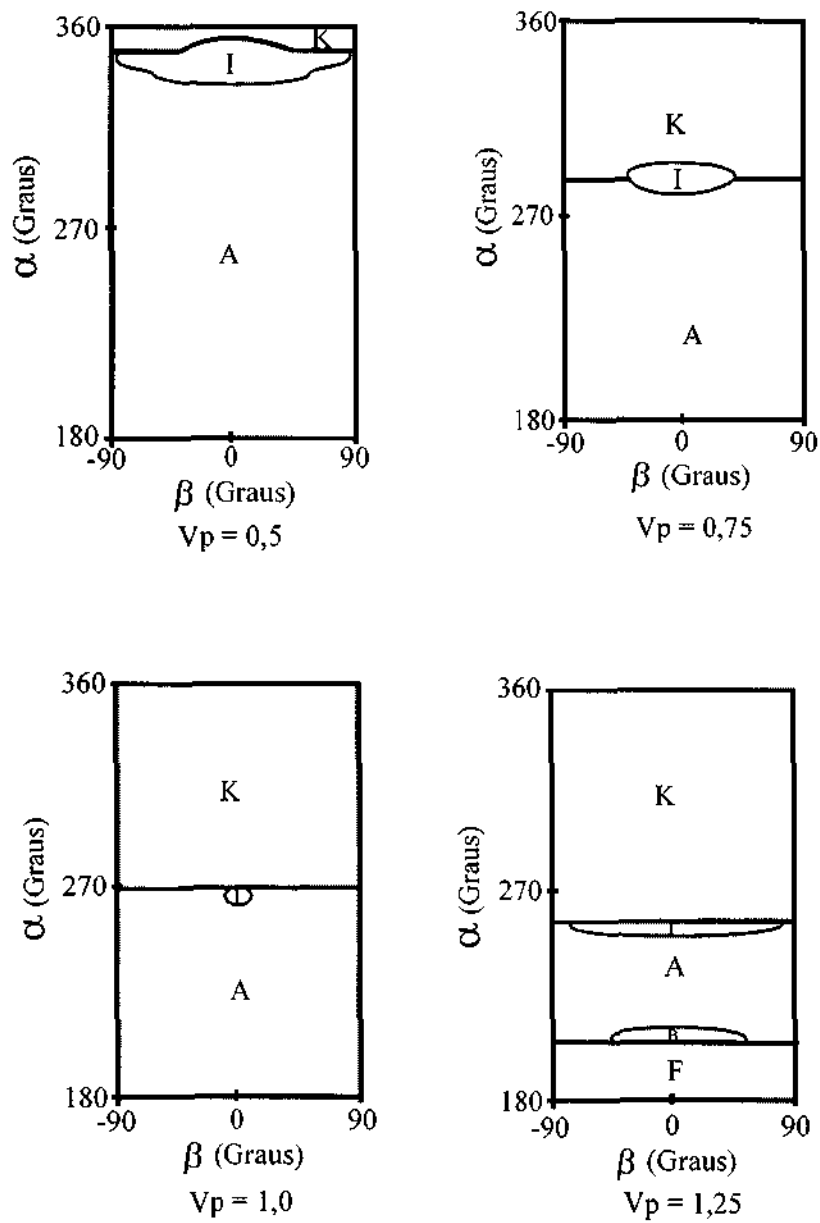 360
K
I
270
A
180
-90 0 90
α (Graus)
β (Graus)
Vp = 0,5
360
K
I
270
A
180
-90 0 90
α (Graus)
β (Graus)
Vp = 0,75
360
K
270
I
A
180
-90 0 90
α (Graus)
β (Graus)
Vp = 1,0
360
K
270
I
A
B
F
180
-90 0 90
α (Graus)
β (Graus)
Vp = 1,25